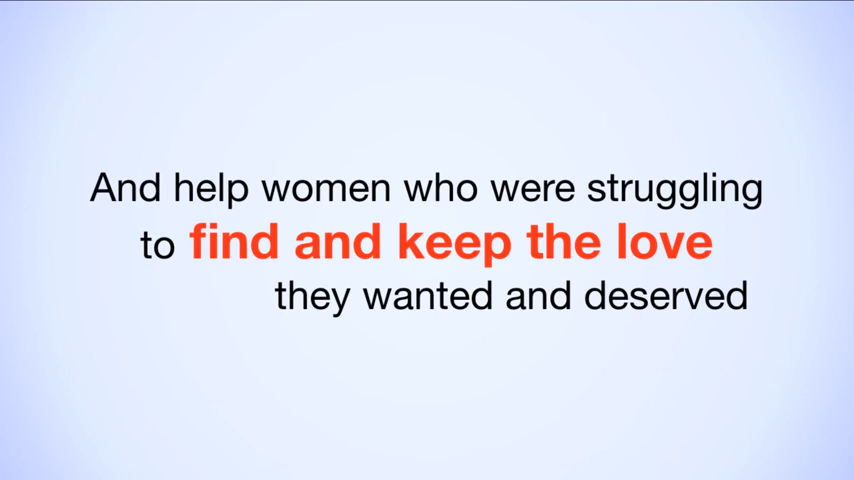 And help women who were struggling
to find and keep the love
they wanted and deserved